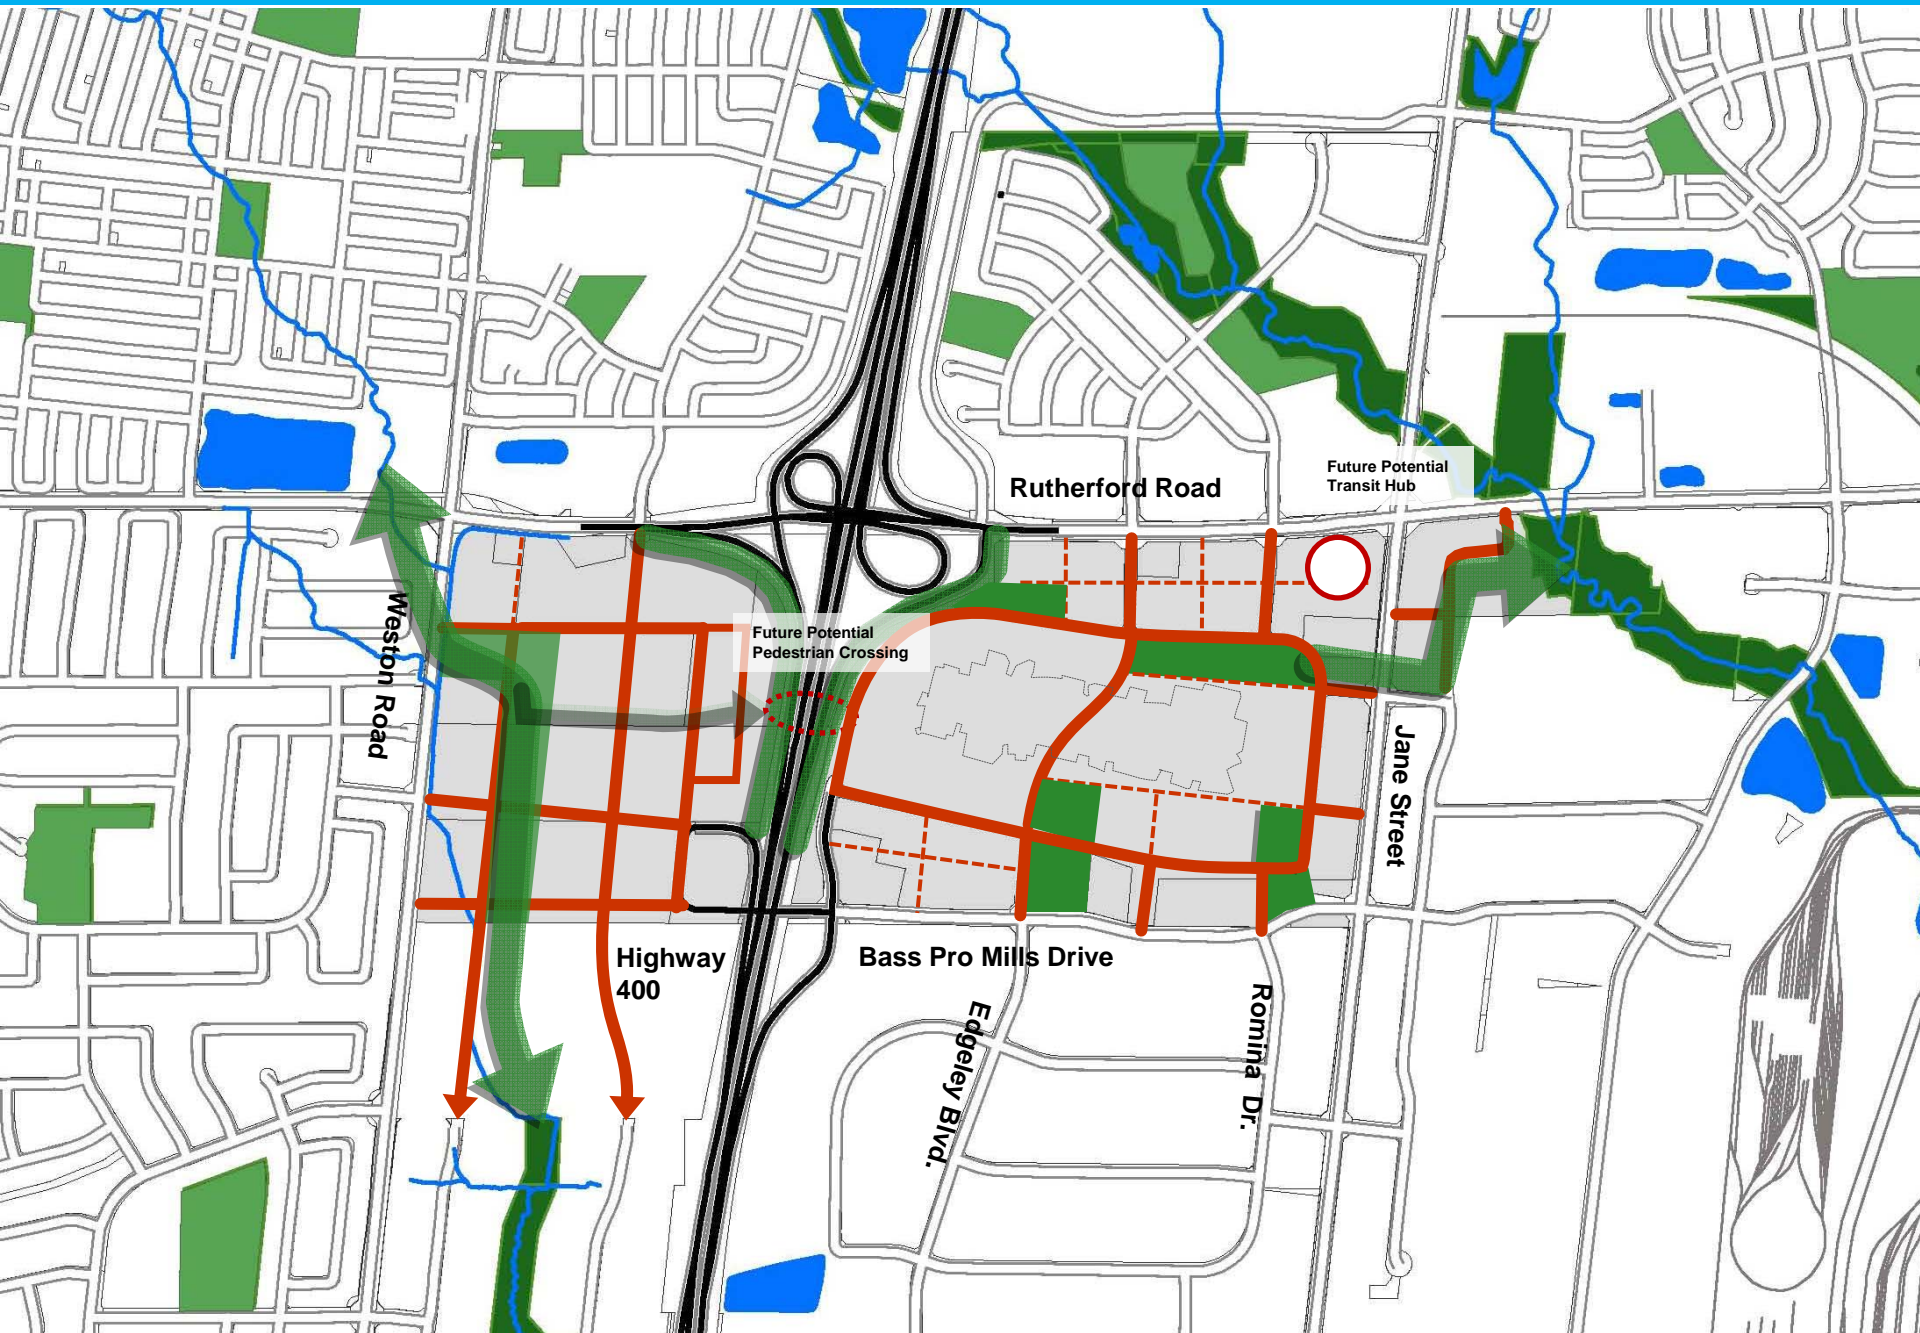 Rutherford Road
Future Potential
Transit Hub
Weston Road
Future Potential
Pedestrian Crossing
Jane Street
Highway
400
Bass Pro Mills Drive
Edgeley Blvd.
Romina Dr.